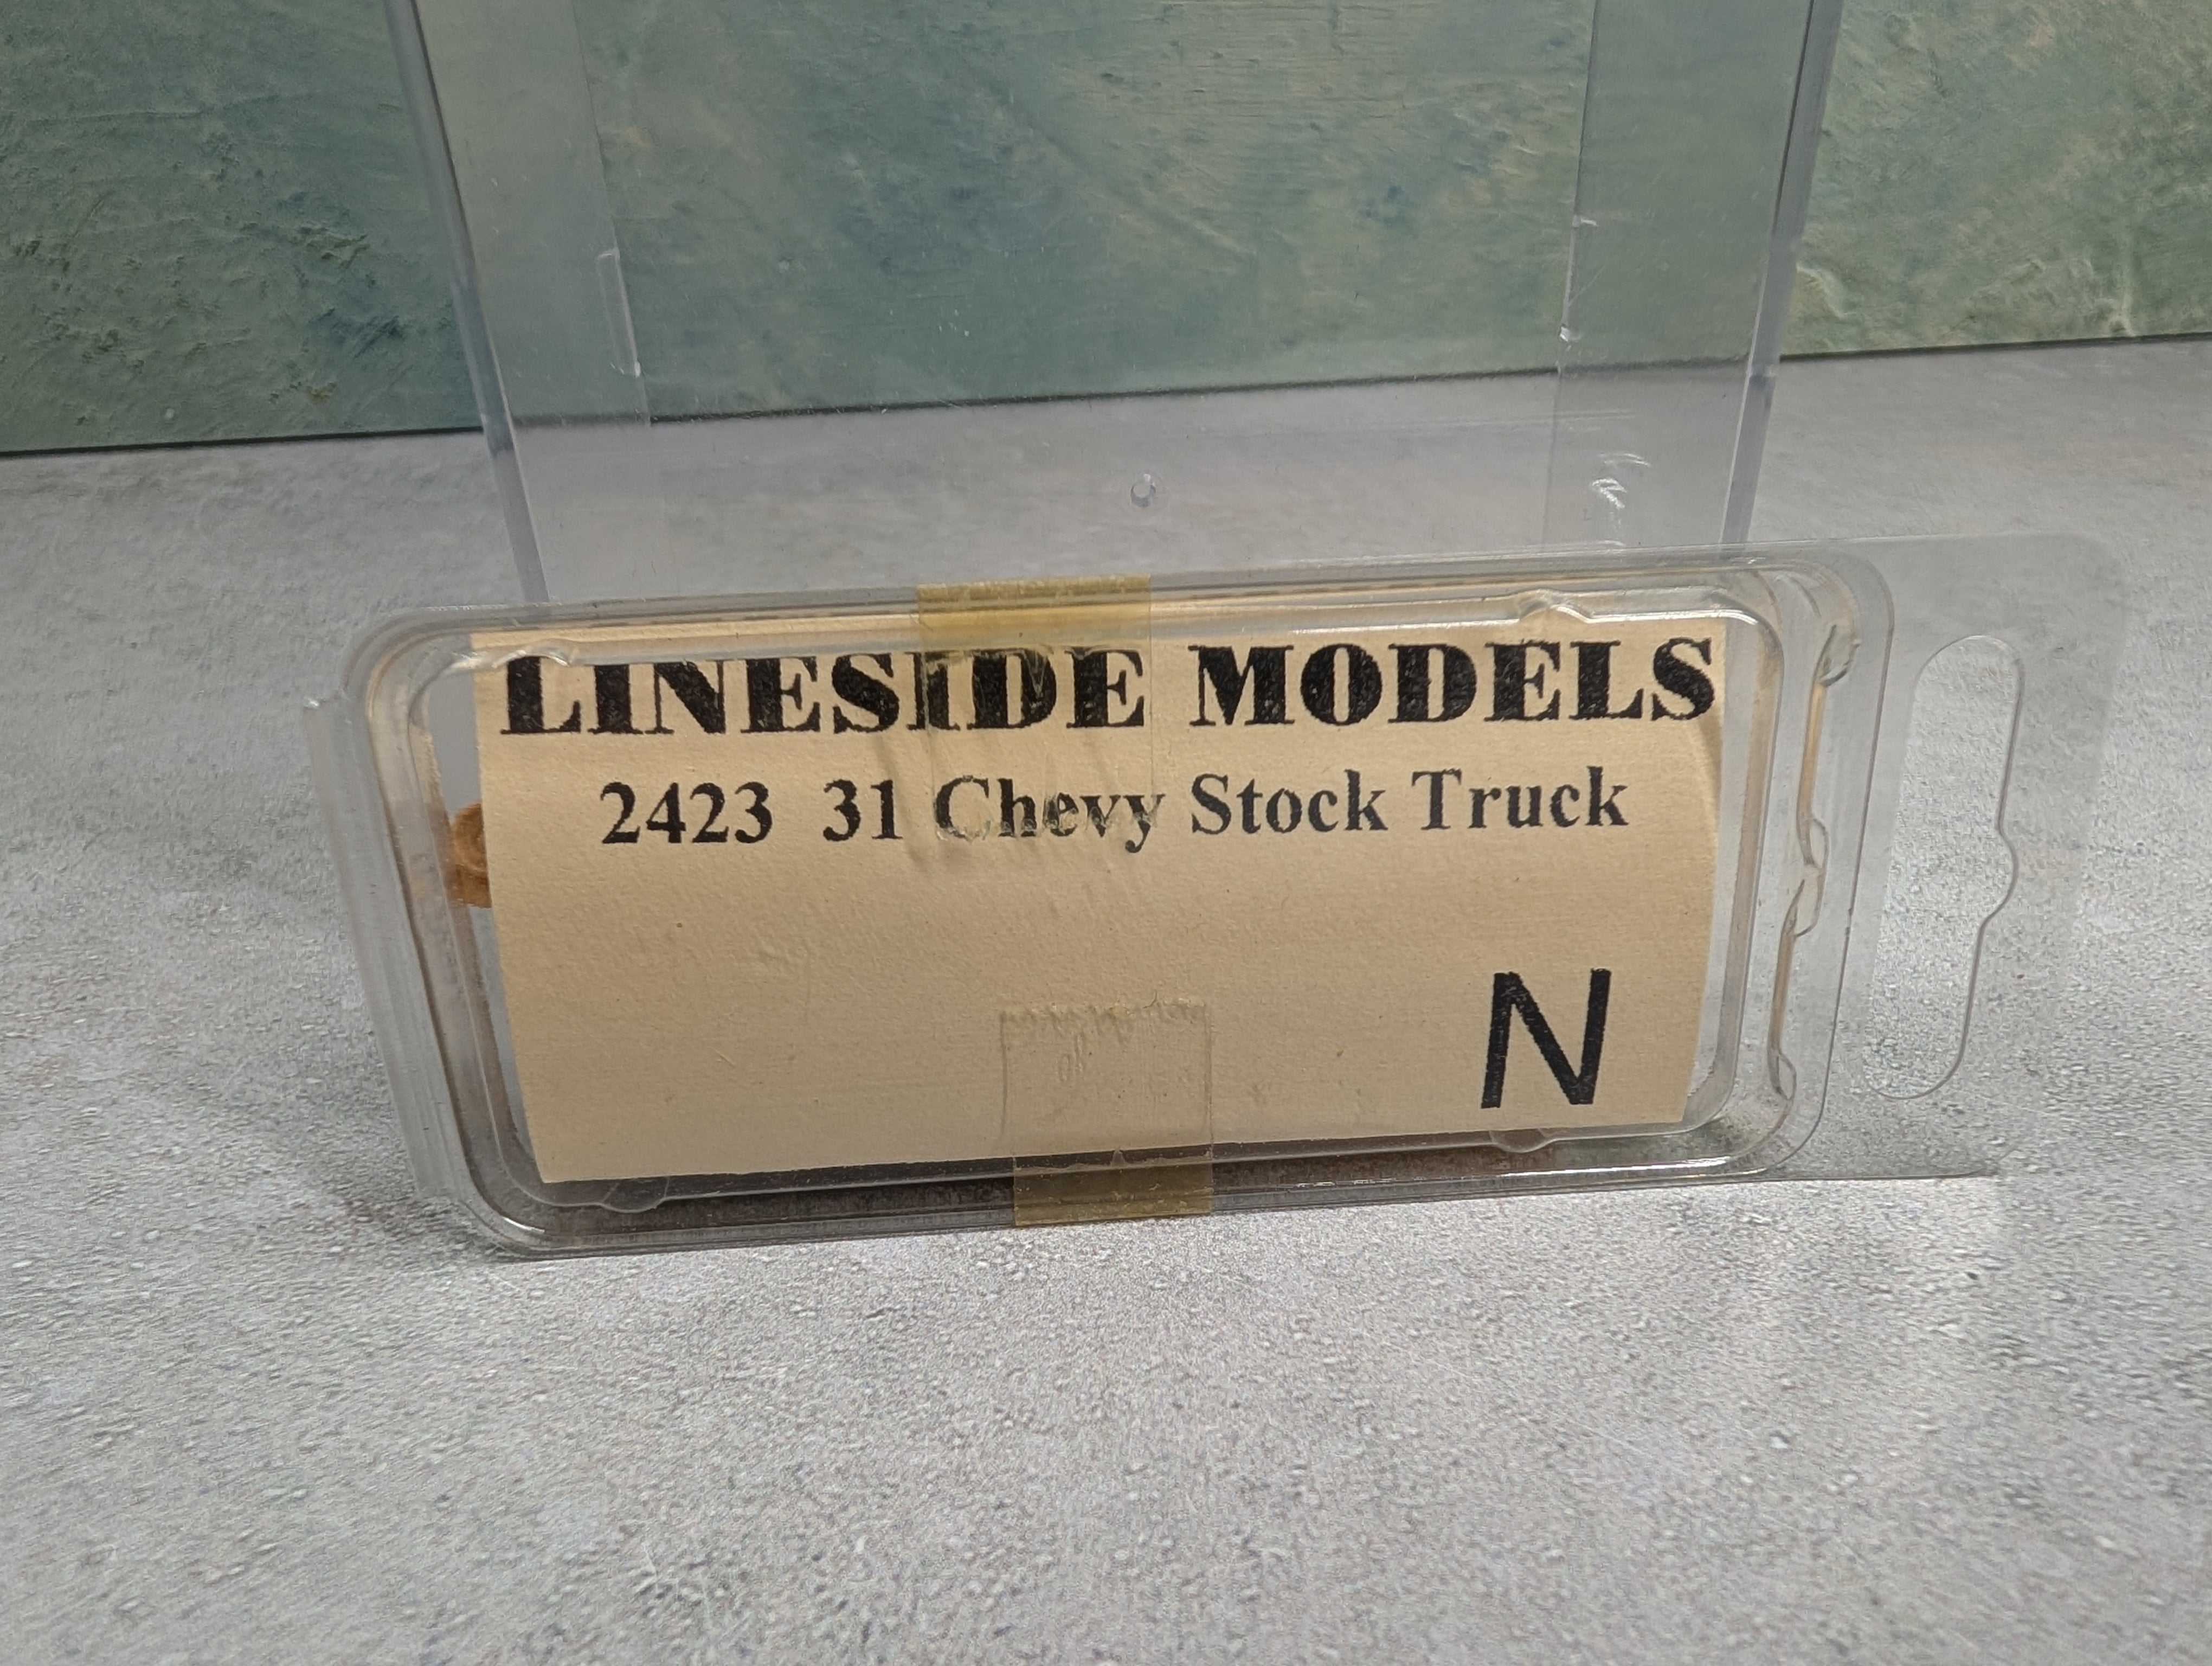 LINESIDE MODELS
2423 31 Chevy Stock Truck
N